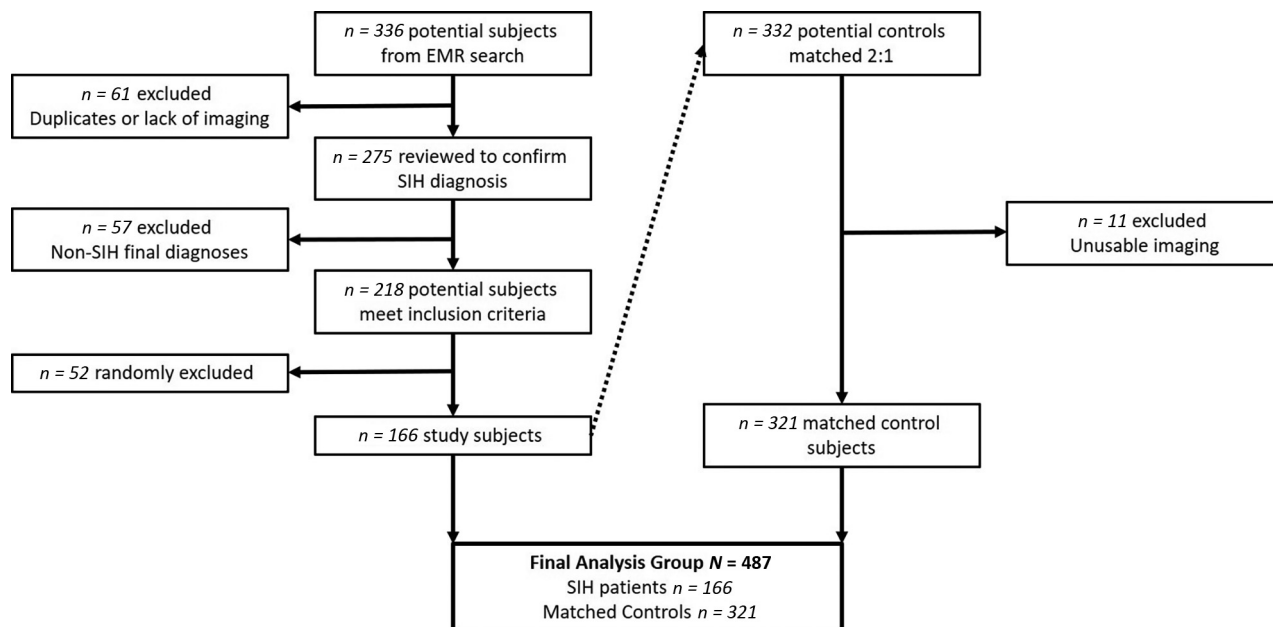 n = 336 potential subjects
from EMR search
n = 332 potential controls
matched 2:1
n = 61 excluded
Duplicates or lack of imaging
n = 275 reviewed to confirm
SIH diagnosis
n = 57 excluded
Non-SIH final diagnoses
n = 11 excluded
Unusable imaging
n = 218 potential subjects
meet inclusion criteria
n = 52 randomly excluded
n = 166 study subjects
n = 321 matched control
subjects
Final Analysis Group N = 487
SIH patients n = 166
Matched Controls n = 321